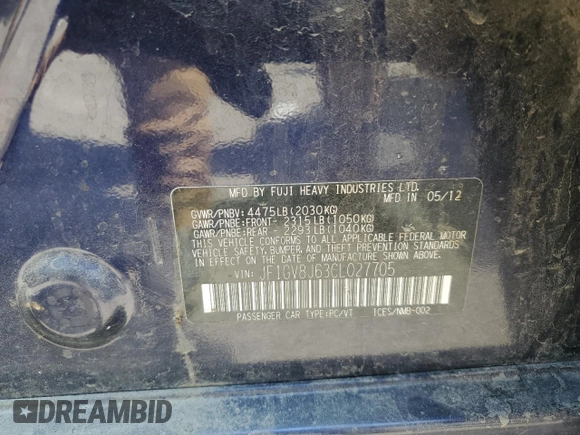 MFD BY FUJI HEAVY INDUSTRIES LTD.
MFD IN 05/12
GVWR/PNBV: 4475LB(2030KG)
GAWR/PNBE:FRONT- 2315LB(1050KG)
GAWR/PNBE:REAR - 2293LB(1040KG)
THIS VEHICLE CONFORMS TO ALL APPLICABLE FEDERAL MOTOR
VEHICLE SAFETY, BUMPER, AND THEFT PREVENTION STANDARDS
IN EFFECT ON THE DATE OF MANUFACTURE SHOWN ABOVE.
VIN: JF1GV8J63CL027705
PASSENGER CAR TYPE:PC/VT ICES/NMB-002
DREAMBID